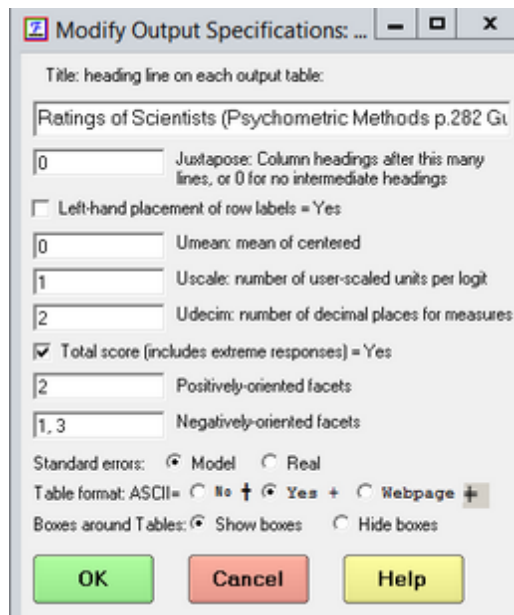 Modify Output Specifications: ...
Title: heading line on each output table:
Ratings of Scientists (Psychometric Methods p.282 Gu
0 Juxtapose: Column headings after this many
lines, or 0 for no intermediate headings
Left-hand placement of row labels = Yes
0 Umean: mean of centered
1 Uscale: number of user-scaled units per logit
2 Udecim: number of decimal places for measures
Total score (includes extreme responses) = Yes
2 Positively-oriented facets
1, 3 Negatively-oriented facets
Standard errors: Model Real
Table format: ASCII= No ╋ Yes + Webpage ╪
Boxes around Tables: Show boxes Hide boxes
OK Cancel Help